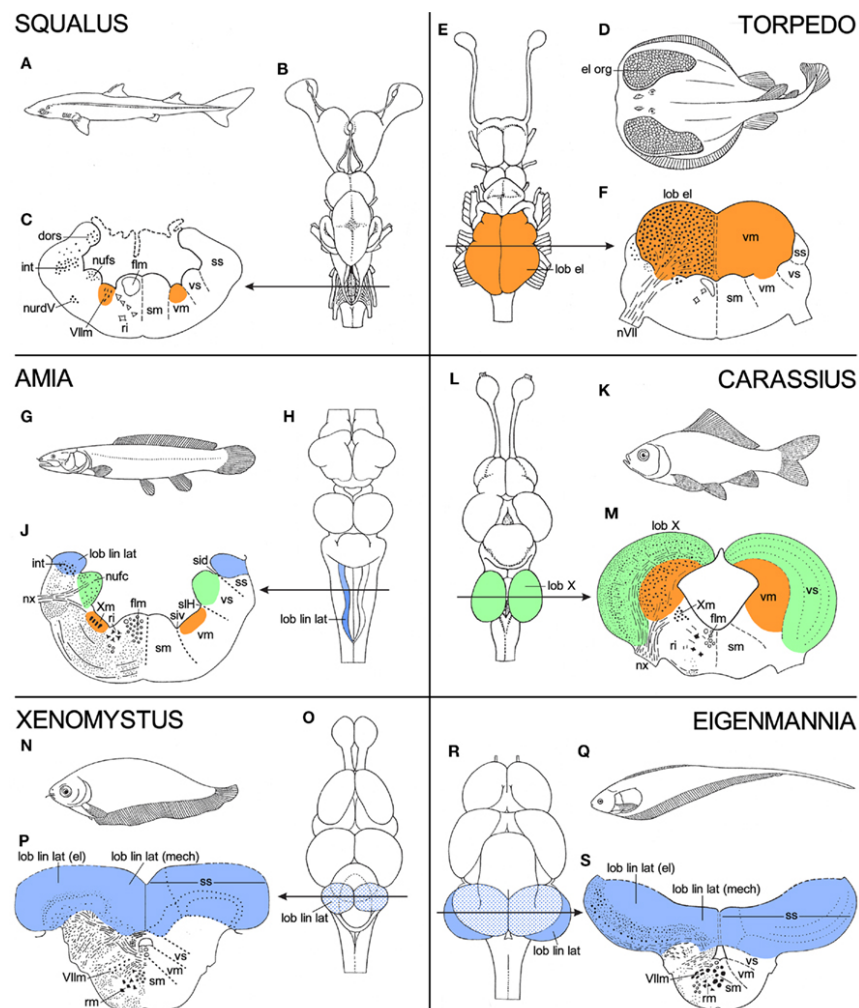 SQUALUS
TORPEDO
A
B
E
D
el org
C
dors
int
nufs
flm
ss
nurdV
VIIm
ri
sm
vm
vs
lob el
F
lob el
vm
ss
vs
sm
nVII
AMIA
CARASSIUS
G
H
L
K
J
lob lin lat
int
nufc
sid
ss
nx
Xm
flm
slH
vs
ri
siv
vm
sm
lob lin lat
lob X
M
lob X
vs
Xm
vm
flm
ri
sm
nx
XENOMYSTUS
EIGENMANNIA
N
O
R
Q
P
lob lin lat (el)
lob lin lat (mech)
ss
lob lin lat
vs
VIIm
sm
vm
rm
lob lin lat
S
lob lin lat (el)
lob lin lat (mech)
ss
vs
VIIm
vm
rm
sm